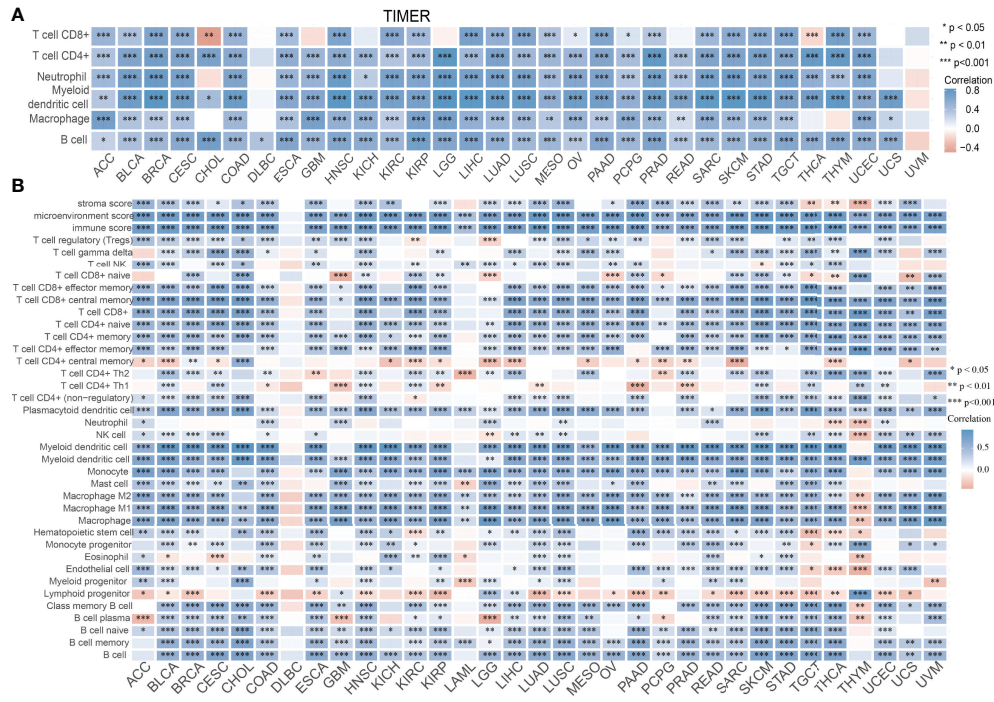 A
TIMER
T cell CD8+
T cell CD4+
Neutrophil
Myeloid
dendritic cell
Macrophage
B cell
* p < 0.05
** p < 0.01
*** p<0.001
Correlation
0.8
0.4
0.0
−0.4
ACC BLCA BRCA CESC CHOL COAD DLBC ESCA GBM HNSC KICH KIRC KIRP LGG LIHC LUAD LUSC MESO OV PAAD PCPG PRAD READ SARC SKCM STAD TGCT THCA THYM UCEC UCS UVM
B
stroma score
microenvironment score
immune score
T cell regulatory (Tregs)
T cell gamma delta
T cell NK
T cell CD8+ naive
T cell CD8+ effector memory
T cell CD8+ central memory
T cell CD8+
T cell CD4+ naive
T cell CD4+ memory
T cell CD4+ effector memory
T cell CD4+ central memory
T cell CD4+ Th2
T cell CD4+ Th1
T cell CD4+ (non−regulatory)
Plasmacytoid dendritic cell
Neutrophil
NK cell
Myeloid dendritic cell
Myeloid dendritic cell
Monocyte
Mast cell
Macrophage M2
Macrophage M1
Macrophage
Hematopoietic stem cell
Monocyte progenitor
Eosinophil
Endothelial cell
Myeloid progenitor
Lymphoid progenitor
Class memory B cell
B cell plasma
B cell naive
B cell memory
B cell
* p < 0.05
** p < 0.01
*** p<0.001
Correlation
0.5
0.0
ACC BLCA BRCA CESC CHOL COAD DLBC ESCA GBM HNSC KICH KIRC KIRP LAML LGG LIHC LUAD LUSC MESO OV PAAD PCPG PRAD READ SARC SKCM STAD TGCT THCA THYM UCEC UCS UVM